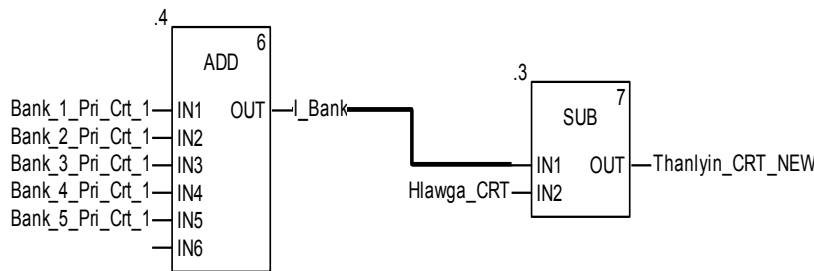 .4
6
ADD
Bank_1_Pri_Crt_1 IN1 OUT I_Bank
Bank_2_Pri_Crt_1 IN2
Bank_3_Pri_Crt_1 IN3
Bank_4_Pri_Crt_1 IN4
Bank_5_Pri_Crt_1 IN5
IN6
.3
7
SUB
IN1 OUT Thanlyin_CRT_NEW
Hlawga_CRT IN2